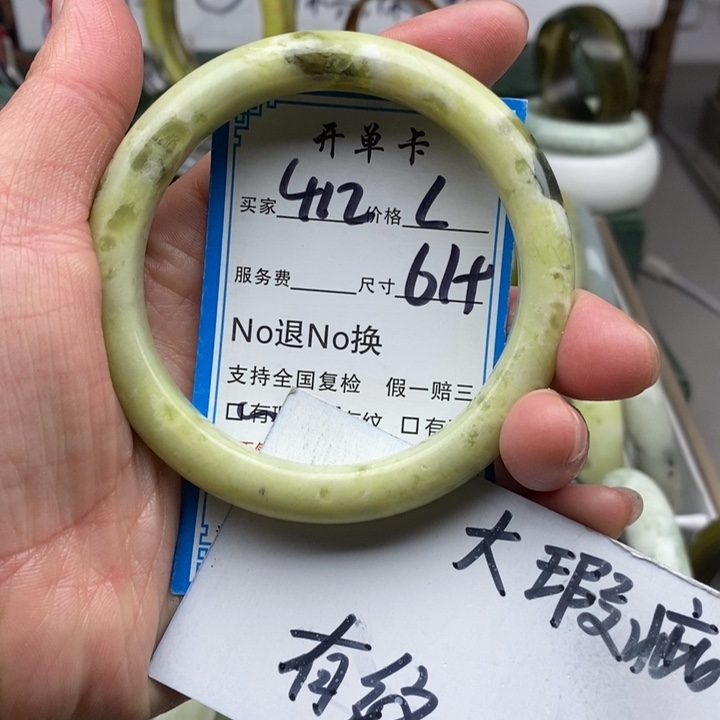 开单卡
买家 412 价格 L
服务费 尺寸 614
No退No换
支持全国复检 假一赔三
大瑕疵
有纹